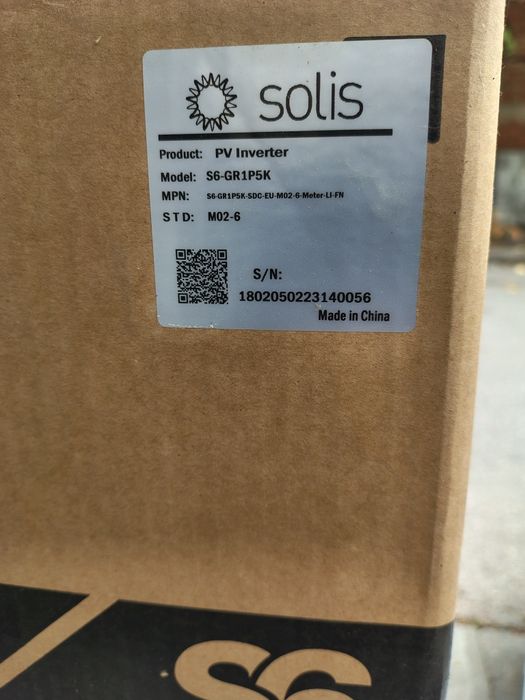 solis
Product: PV Inverter
Model: S6-GR1P5K
MPN: S6-GR1P5K-SDC-EU-M02-6-Meter-LI-FN
STD: M02-6
S/N:
1802050223140056
Made in China
S6